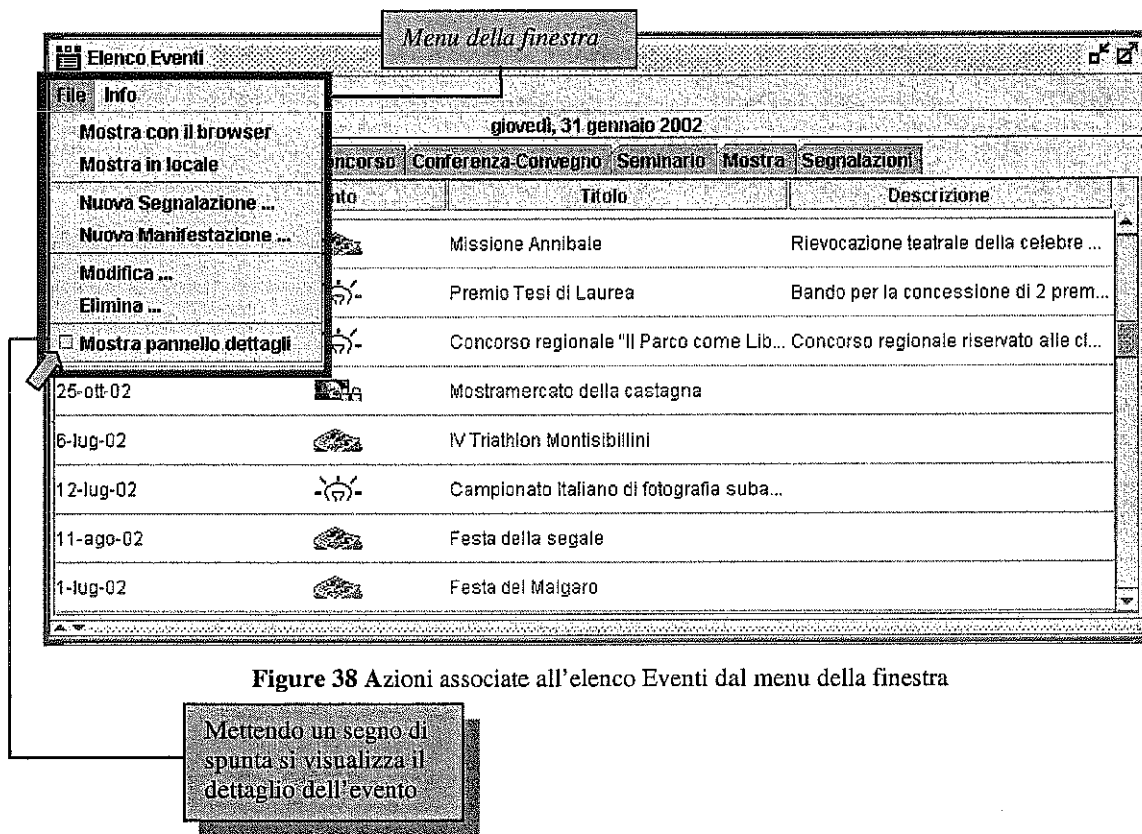 Menu della finestra
Elenco Eventi
File Info
Mostra con il browser
Mostra in locale
Nuova Segnalazione ...
Nuova Manifestazione ...
Modifica ...
Elimina ...
Mostra pannello dettagli
giovedì, 31 gennaio 2002
oncorso Conferenza-Convegno Seminario Mostra Segnalazioni
nto Titolo Descrizione
Missione Annibale Rievocazione teatrale della celebre ...
Premio Tesi di Laurea Bando per la concessione di 2 prem...
Concorso regionale "Il Parco come Lib... Concorso regionale riservato alle cl...
25-ott-02 Mostramercato della castagna
6-lug-02 IV Triathlon Montisibillini
12-lug-02 Campionato italiano di fotografia suba...
11-ago-02 Festa della segale
1-lug-02 Festa del Malgaro
Figure 38 Azioni associate all'elenco Eventi dal menu della finestra
Mettendo un segno di
spunta si visualizza il
dettaglio dell'evento